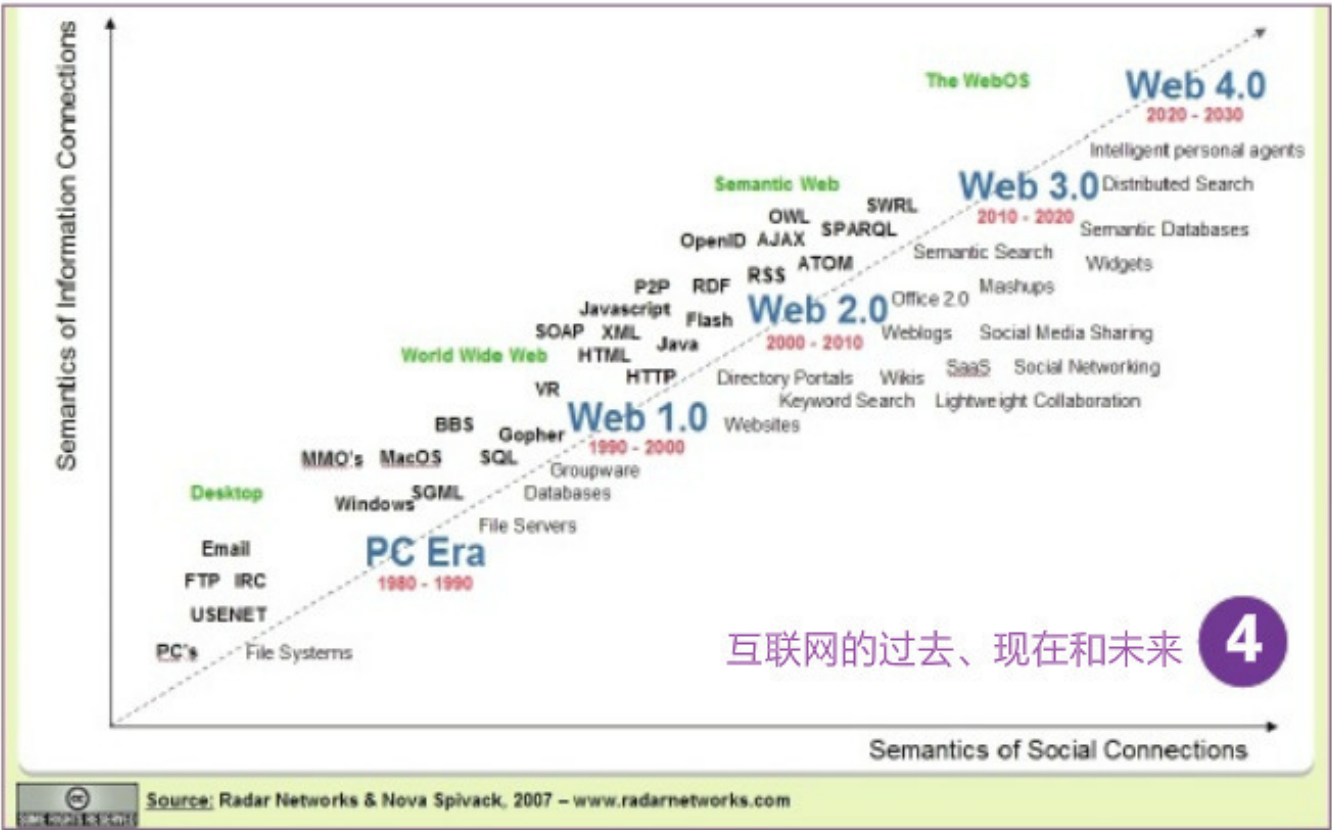 Semantics of Information Connections
The WebOS
Web 4.0
2020 - 2030
Intelligent personal agents
Semantic Web
Web 3.0 Distributed Search
SWRL
2010 - 2020
OWL
SPARQL
Semantic Databases
OpenID AJAX
Semantic Search
ATOM
Widgets
RSS
P2P RDF
Mashups
Office 2.0
Web 2.0
Javascript
Flash
SOAP XML
Weblogs Social Media Sharing
2000 - 2010
Java
World Wide Web
HTML
SaaS Social Networking
HTTP
Directory Portals Wikis
VR
Keyword Search Lightweight Collaboration
Web 1.0
Websites
BBS
Gopher
1990 - 2000
MMO's MacOS SQL
Groupware
Desktop
SGML
Databases
Windows
File Servers
Email
PC Era
FTP IRC
1980 - 1990
USENET
PC's
File Systems
互联网的过去、现在和未来 4
Semantics of Social Connections
cc
SOME RIGHTS RESERVED
Source: Radar Networks & Nova Spivack, 2007 – www.radarnetworks.com